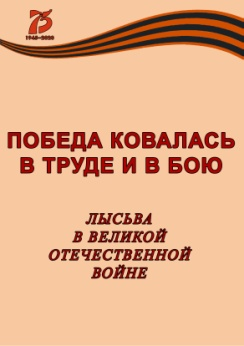 75
1945-2020
ПОБЕДА КОВАЛАСЬ
В ТРУДЕ И В БОЮ
ЛЫСЬВА
В ВЕЛИКОЙ
ОТЕЧЕСТВЕННОЙ
ВОЙНЕ